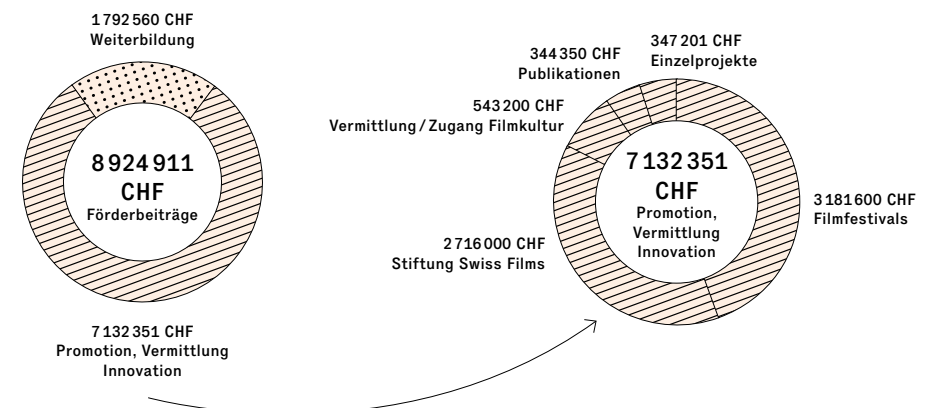 1 792 560 CHF
Weiterbildung
8 924 911
CHF
Förderbeiträge
7 132 351 CHF
Promotion, Vermittlung
Innovation
347 201 CHF
Einzelprojekte
344 350 CHF
Publikationen
543 200 CHF
Vermittlung / Zugang Filmkultur
7 132 351
CHF
Promotion,
Vermittlung
Innovation
3 181 600 CHF
Filmfestivals
2 716 000 CHF
Stiftung Swiss Films